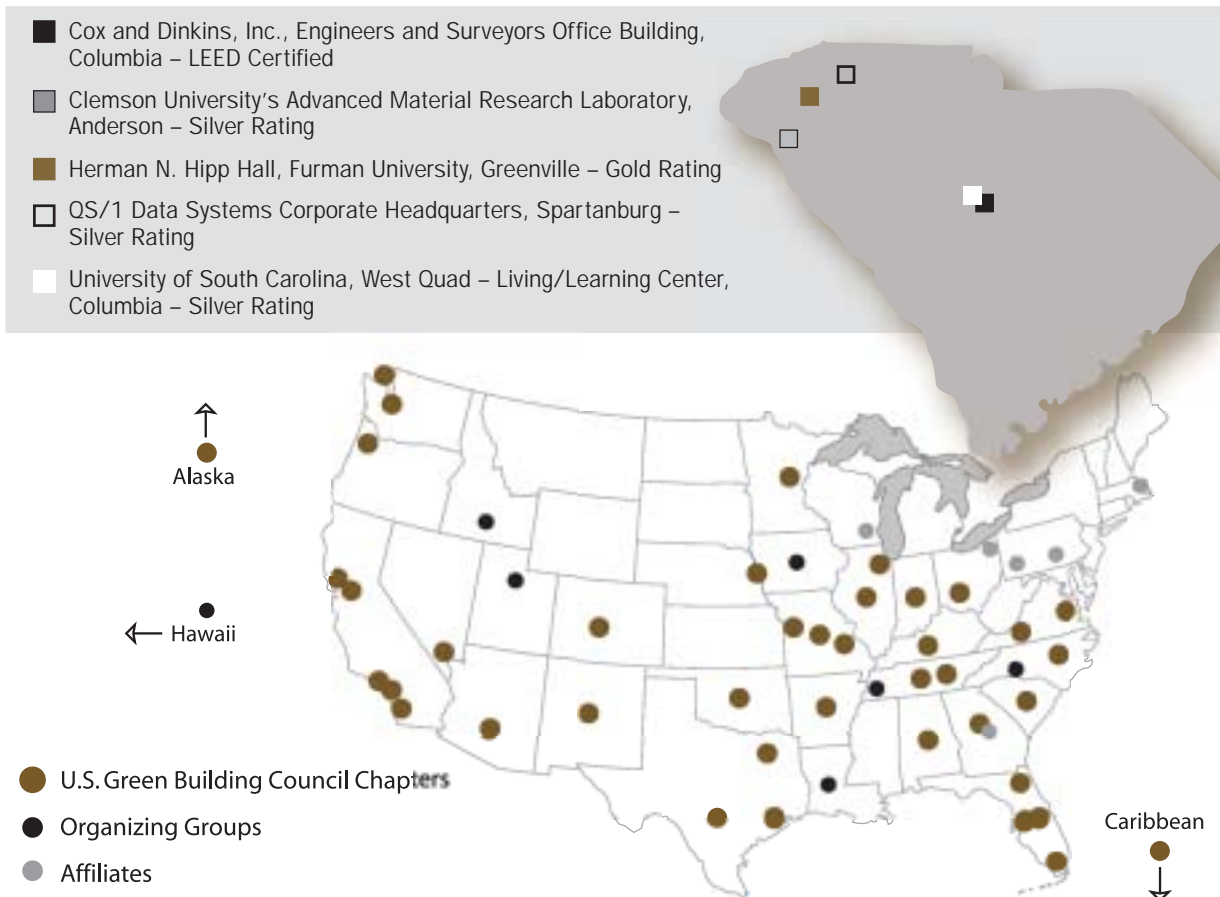 Cox and Dinkins, Inc., Engineers and Surveyors Office Building,
Columbia – LEED Certified
Clemson University's Advanced Material Research Laboratory,
Anderson – Silver Rating
Herman N. Hipp Hall, Furman University, Greenville – Gold Rating
QS/1 Data Systems Corporate Headquarters, Spartanburg –
Silver Rating
University of South Carolina, West Quad – Living/Learning Center,
Columbia – Silver Rating
Alaska
Hawaii
U.S. Green Building Council Chapters
Organizing Groups
Affiliates
Caribbean